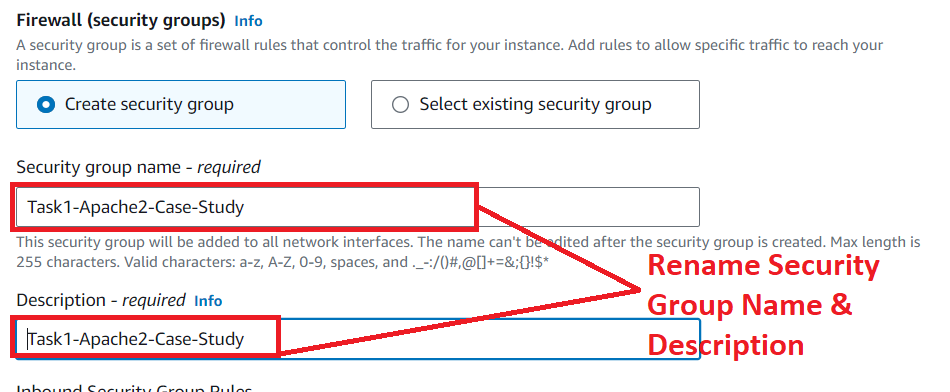 Firewall (security groups) Info
A security group is a set of firewall rules that control the traffic for your instance. Add rules to allow specific traffic to reach your
instance.
Create security group
Select existing security group
Security group name - required
Task1-Apache2-Case-Study
This security group will be added to all network interfaces. The name can't be edited after the security group is created. Max length is
255 characters. Valid characters: a-z, A-Z, 0-9, spaces, and ._-:/()#,@[]+=&;{}!$*
Rename Security
Group Name &
Description
Description - required Info
Task1-Apache2-Case-Study
Inbound Security Group Rules